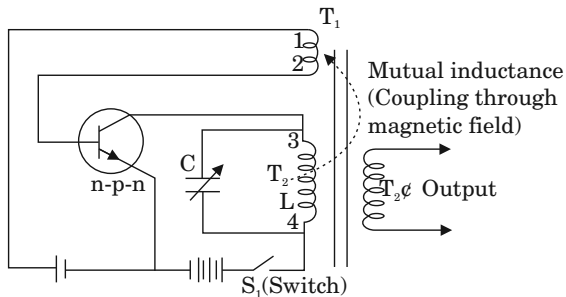 T₁
1
2
Mutual inductance
(Coupling through
magnetic field)
3
C
T₂
n-p-n
L
T₂¢ Output
4
S₁(Switch)